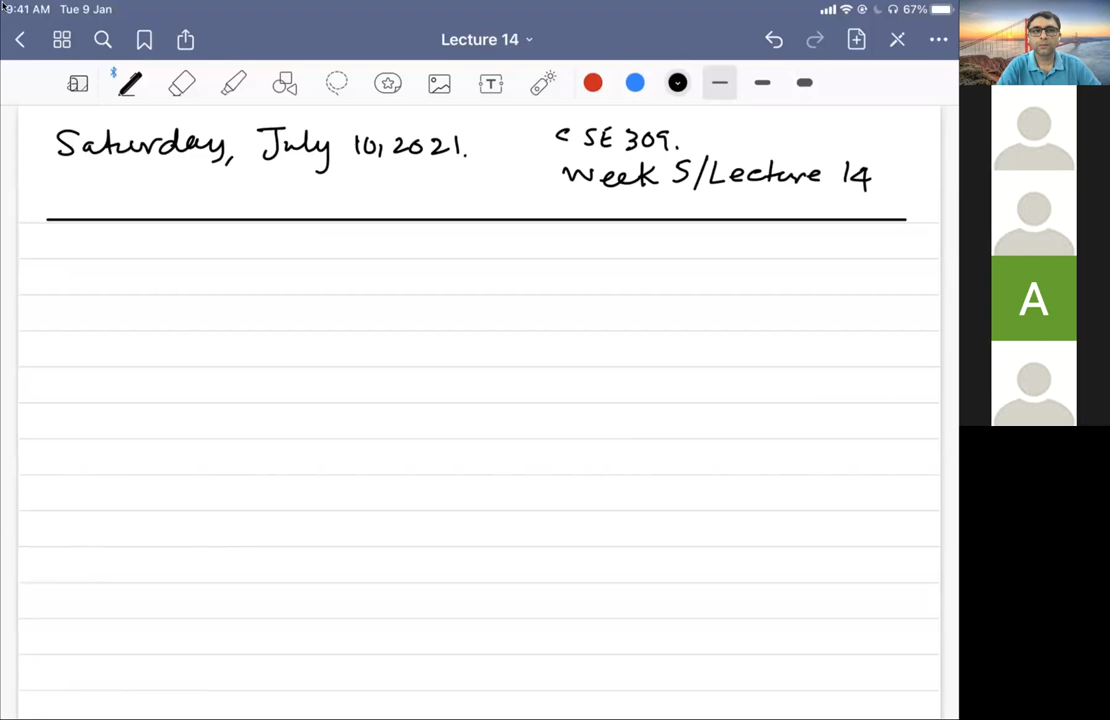 9:41 AM Tue 9 Jan 67%
Lecture 14
T
Saturday, July 10, 2021. CSE 309.
Week 5/Lecture 14
A